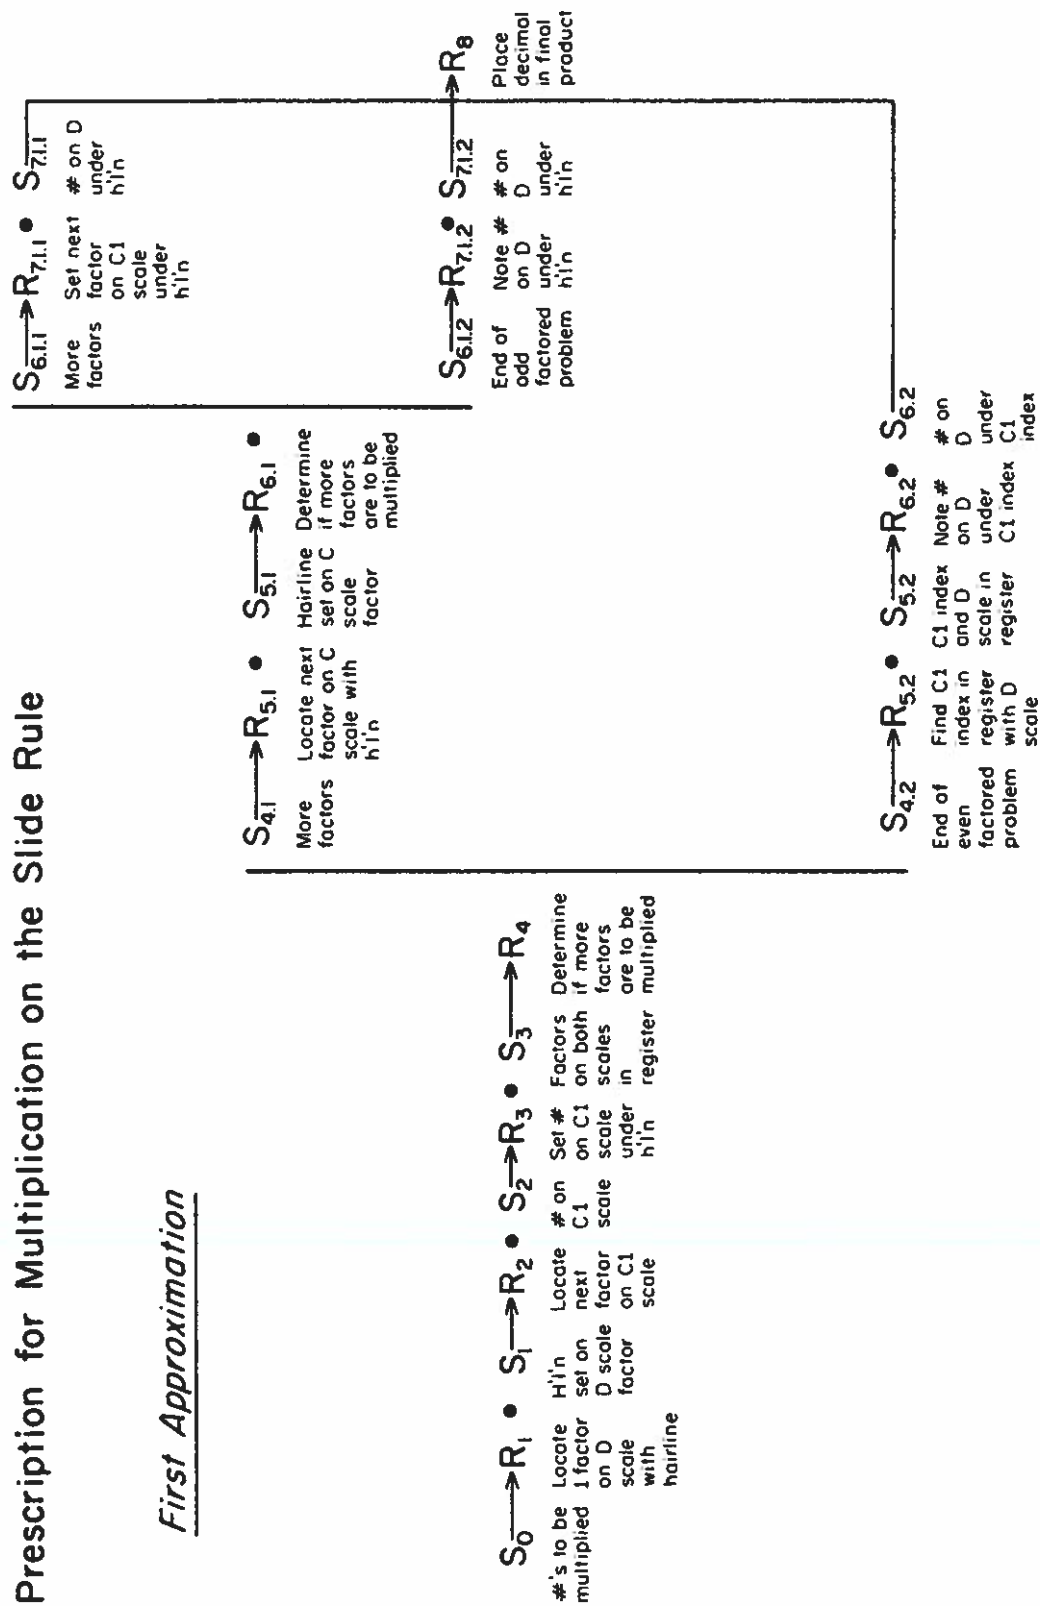 Prescription for Multiplication on the Slide Rule
First Approximation
S0 → R1 • S1 → R2 • S2 → R3 • S3 → R4
#'s to be
multiplied
Locate
1 factor
on D
scale
with
hairline
H'l'n
set on
D scale
factor
Locate
next
factor
on C1
scale
# on
C1
scale
Set #
on C1
scale
under
h'l'n
Factors
on both
scales
in
register
Determine
if more
factors
are to be
multiplied
S4.1 → R5.1 • S5.1 → R6.1 •
More
factors
Locate next
factor on C
scale with
h'l'n
Hairline
set on C
scale
factor
Determine
if more
factors
are to be
multiplied
S6.1.1 → R7.1.1 • S7.1.1
More
factors
Set next
factor
on C1
scale
under
h'l'n
# on D
under
h'l'n
S6.1.2 → R7.1.2 • S7.1.2 → R8
End of
odd
factored
problem
Note #
on D
under
h'l'n
# on
D
under
h'l'n
Place
decimal
in final
product
S4.2 → R5.2 • S5.2 → R6.2 • S6.2
End of
even
factored
problem
Find C1
index in
register
with D
scale
C1 index
and D
scale in
register
Note #
on D
under
C1 index
# on
D
under
C1
index